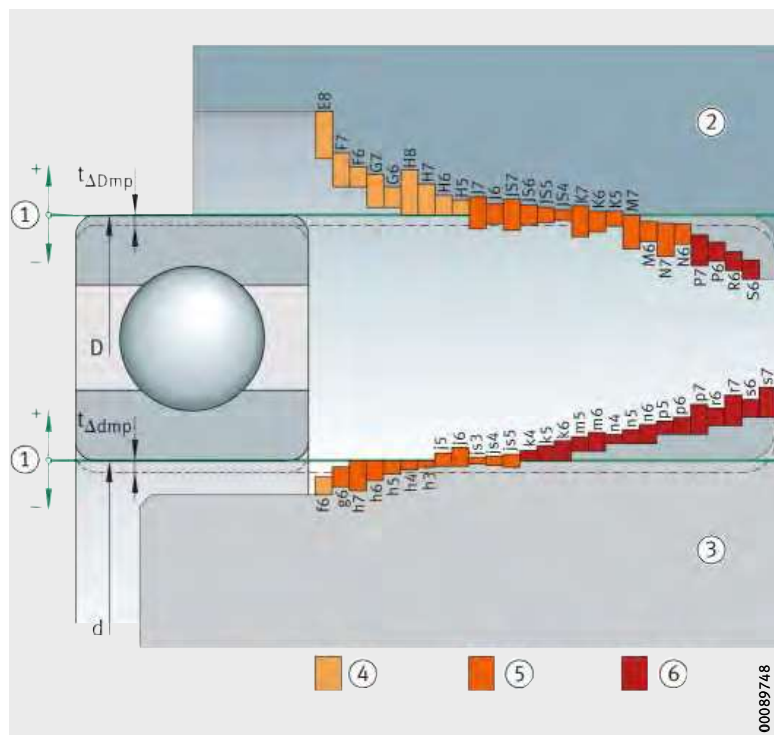 E8
F7
F6
G7
G6
H8
H7
H6
H5
J7
J6
JS7
JS6
JS5
JS4
K7
K6
K5
M7
M6
N7
N6
P7
P6
R6
S6
2
+
t∆Dmp
1
−
D
+
t∆dmp
1
−
f6
g6
h7
h6
h5
h4
h3
j5
j6
js3
js4
js5
k4
k5
k6
m5
m6
n4
n5
n6
p5
p6
p7
r6
r7
s6
s7
3
d
4
5
6
00089748